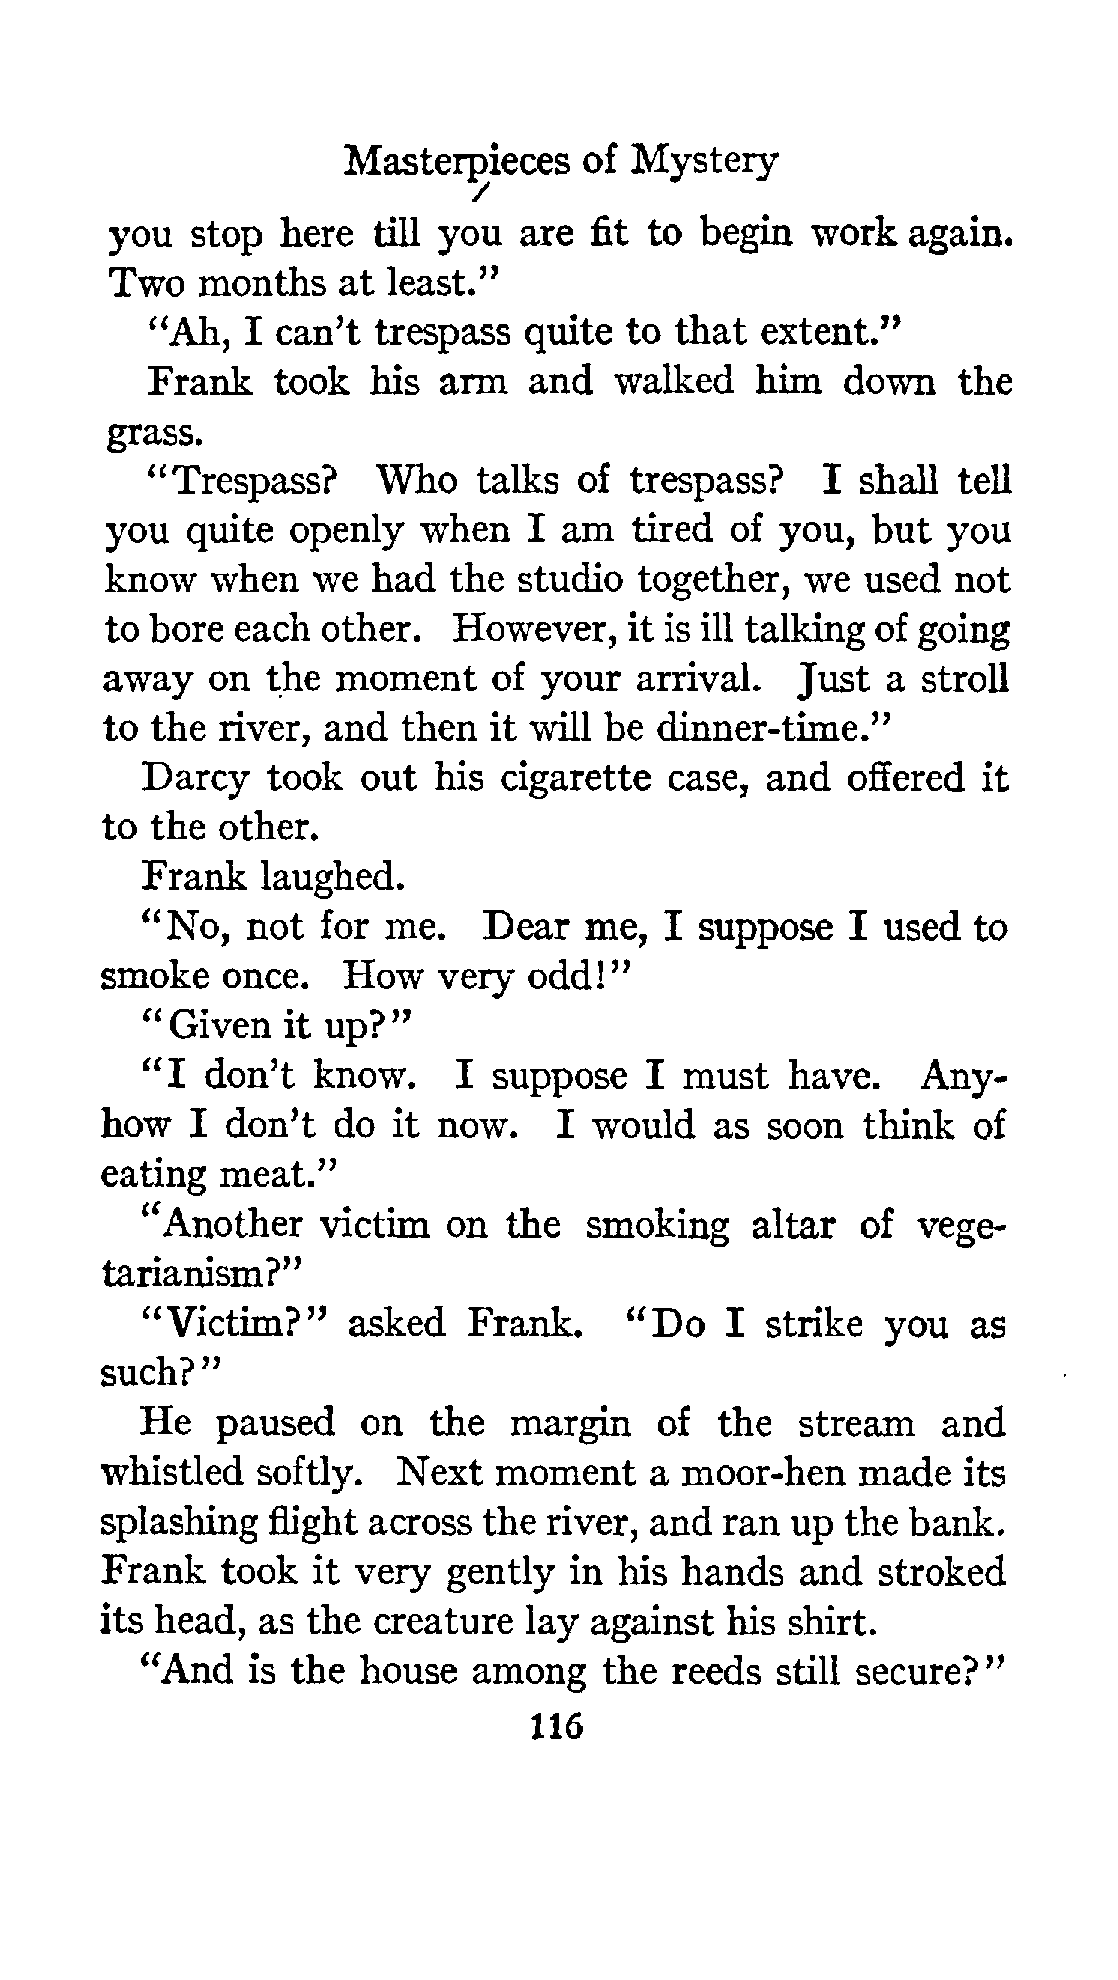 Masterpieces of Mystery
you stop here till you are fit to begin work again.
Two months at least."
"Ah, I can't trespass quite to that extent."
Frank took his arm and walked him down the
grass.
"Trespass? Who talks of trespass? I shall tell
you quite openly when I am tired of you, but you
know when we had the studio together, we used not
to bore each other. However, it is ill talking of going
away on the moment of your arrival. Just a stroll
to the river, and then it will be dinner-time."
Darcy took out his cigarette case, and offered it
to the other.
Frank laughed.
"No, not for me. Dear me, I suppose I used to
smoke once. How very odd!"
"Given it up?"
"I don't know. I suppose I must have. Any-
how I don't do it now. I would as soon think of
eating meat."
"Another victim on the smoking altar of vege-
tarianism?"
"Victim?" asked Frank. "Do I strike you as
such?"
He paused on the margin of the stream and
whistled softly. Next moment a moor-hen made its
splashing flight across the river, and ran up the bank.
Frank took it very gently in his hands and stroked
its head, as the creature lay against his shirt.
"And is the house among the reeds still secure?"
116